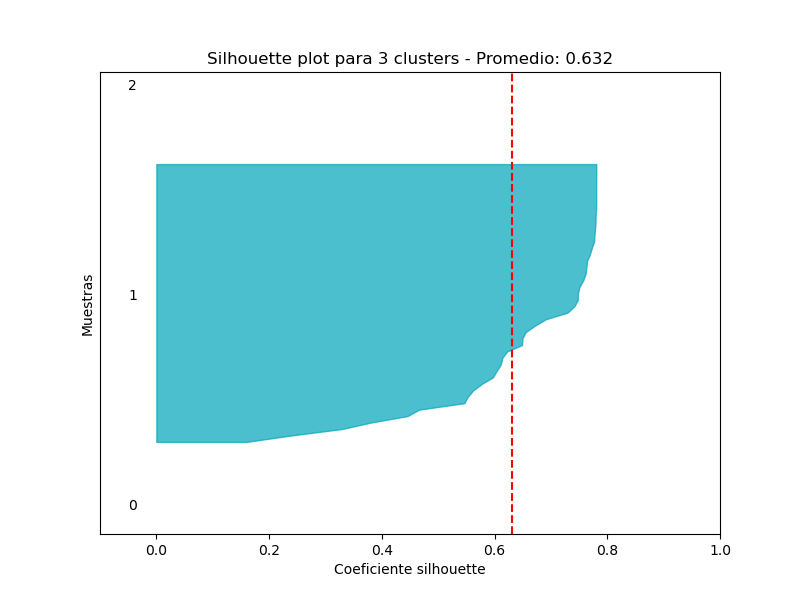 Silhouette plot para 3 clusters - Promedio: 0.632
2
1
0
Muestras
0.0 0.2 0.4 0.6 0.8 1.0
Coeficiente silhouette